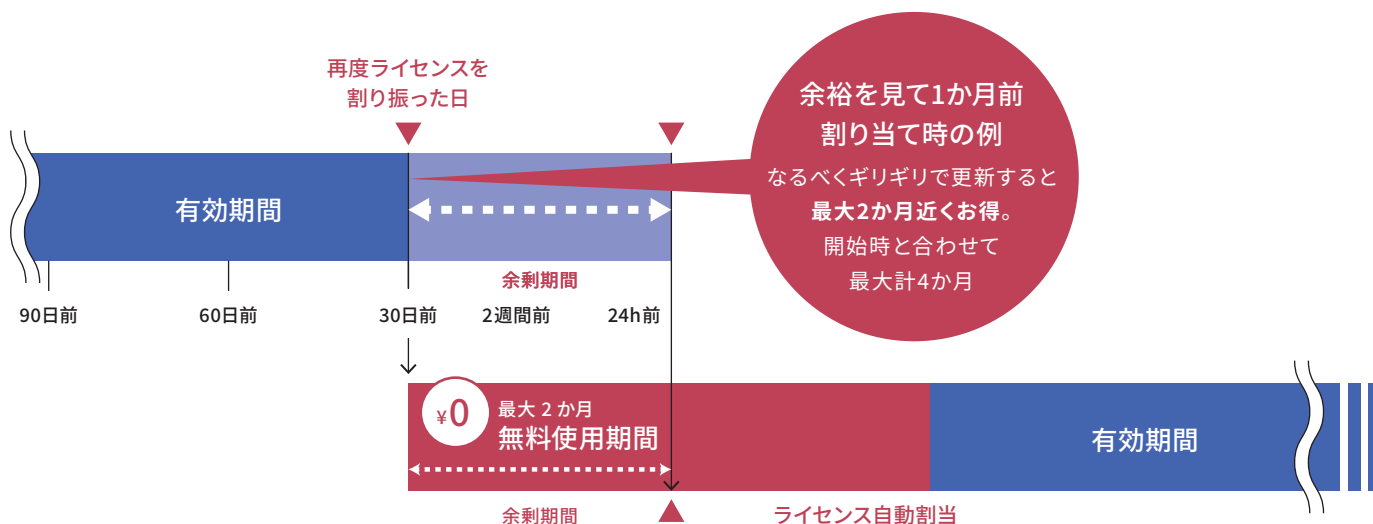 再度ライセンスを
割り振った日
余裕を見て1か月前
割り当て時の例
なるべくギリギリで更新すると
最大2か月近くお得。
開始時と合わせて
最大計4か月
有効期間
余剰期間
90日前
60日前
30日前
2週間前
24h前
¥0
最大2か月
無料使用期間
有効期間
余剰期間
ライセンス自動割当